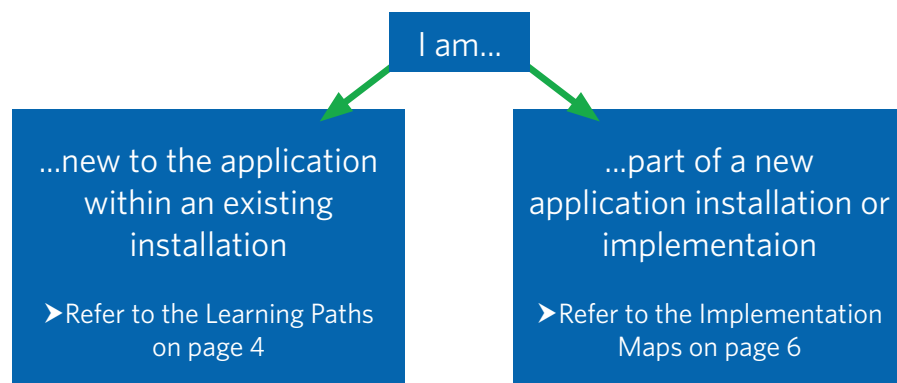 I am...
...new to the application
within an existing
installation
➤Refer to the Learning Paths
on page 4
...part of a new
application installation or
implementaion
➤Refer to the Implementation
Maps on page 6